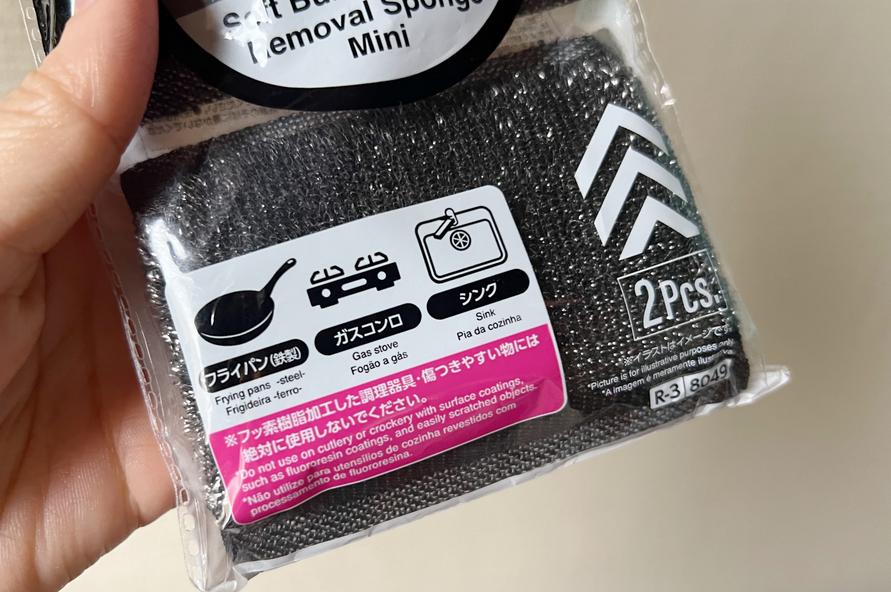 Removal Sponge
Mini
フライパン(鉄製)
Frying pans -steel-
Frigideira -ferro-
ガスコンロ
Gas stove
Fogão a gás
シンク
Sink
Pia da cozinha
※フッ素樹脂加工した調理器具・傷つきやすい物には
絶対に使用しないでください。
*Do not use on cutlery or crockery with surface coatings,
such as fluororesin coatings, and easily scratched objects.
*Não utilize para utensílios de cozinha revestidos com
processamento de fluororesina.
2Pcs.
※イラストはイメージです
*Picture is for illustrative purposes only
*A imagem é meramente
R-3 8049